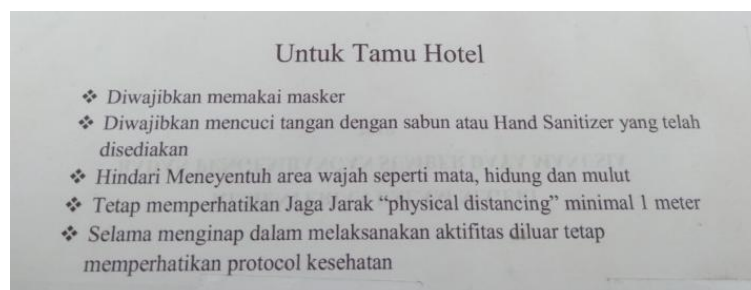 Untuk Tamu Hotel
❖ Diwajibkan memakai masker
❖ Diwajibkan mencuci tangan dengan sabun atau Hand Sanitizer yang telah
disediakan
❖ Hindari Meneyentuh area wajah seperti mata, hidung dan mulut
❖ Tetap memperhatikan Jaga Jarak “physical distancing” minimal 1 meter
❖ Selama menginap dalam melaksanakan aktifitas diluar tetap
memperhatikan protocol kesehatan